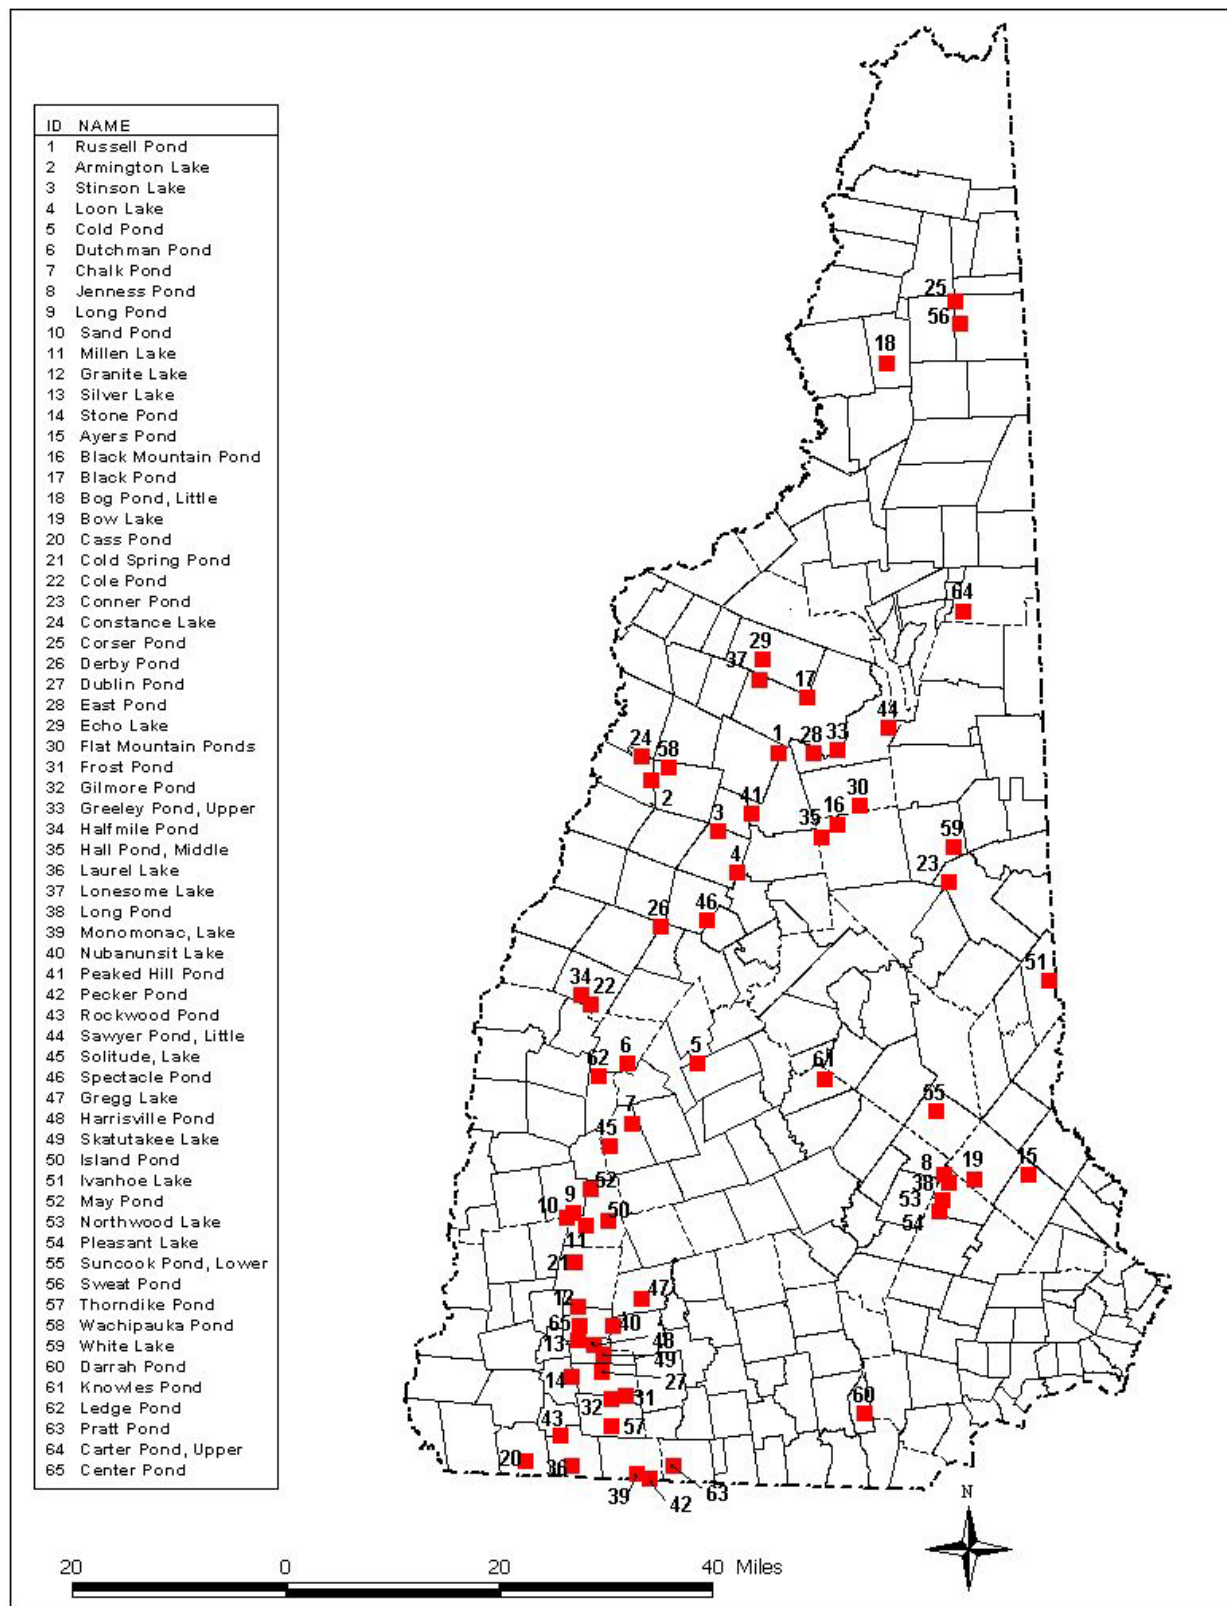 ID NAME
1 Russell Pond
2 Armington Lake
3 Stinson Lake
4 Loon Lake
5 Cold Pond
6 Dutchman Pond
7 Chalk Pond
8 Jenness Pond
9 Long Pond
10 Sand Pond
11 Millen Lake
12 Granite Lake
13 Silver Lake
14 Stone Pond
15 Ayers Pond
16 Black Mountain Pond
17 Black Pond
18 Bog Pond, Little
19 Bow Lake
20 Cass Pond
21 Cold Spring Pond
22 Cole Pond
23 Conner Pond
24 Constance Lake
25 Corser Pond
26 Derby Pond
27 Dublin Pond
28 East Pond
29 Echo Lake
30 Flat Mountain Ponds
31 Frost Pond
32 Gilmore Pond
33 Greeley Pond, Upper
34 Halfmile Pond
35 Hall Pond, Middle
36 Laurel Lake
37 Lonesome Lake
38 Long Pond
39 Monomonac, Lake
40 Nubanunsit Lake
41 Peaked Hill Pond
42 Pecker Pond
43 Rockwood Pond
44 Sawyer Pond, Little
45 Solitude, Lake
46 Spectacle Pond
47 Gregg Lake
48 Harrisville Pond
49 Skatutakee Lake
50 Island Pond
51 Ivanhoe Lake
52 May Pond
53 Northwood Lake
54 Pleasant Lake
55 Suncook Pond, Lower
56 Sweat Pond
57 Thorndike Pond
58 Wachipauka Pond
59 White Lake
60 Darrah Pond
61 Knowles Pond
62 Ledge Pond
63 Pratt Pond
64 Carter Pond, Upper
65 Center Pond
25
56
18
64
29
37
17
44
24
58
1
28
33
2
41
30
3
35
16
59
4
23
26
46
51
34
22
62
6
5
61
7
55
45
8
19
15
38
52
9
10
53
50
54
11
21
47
12
65
40
13
48
49
14
27
32
31
60
43
57
20
36
39
42
63
N
20 0 20 40 Miles